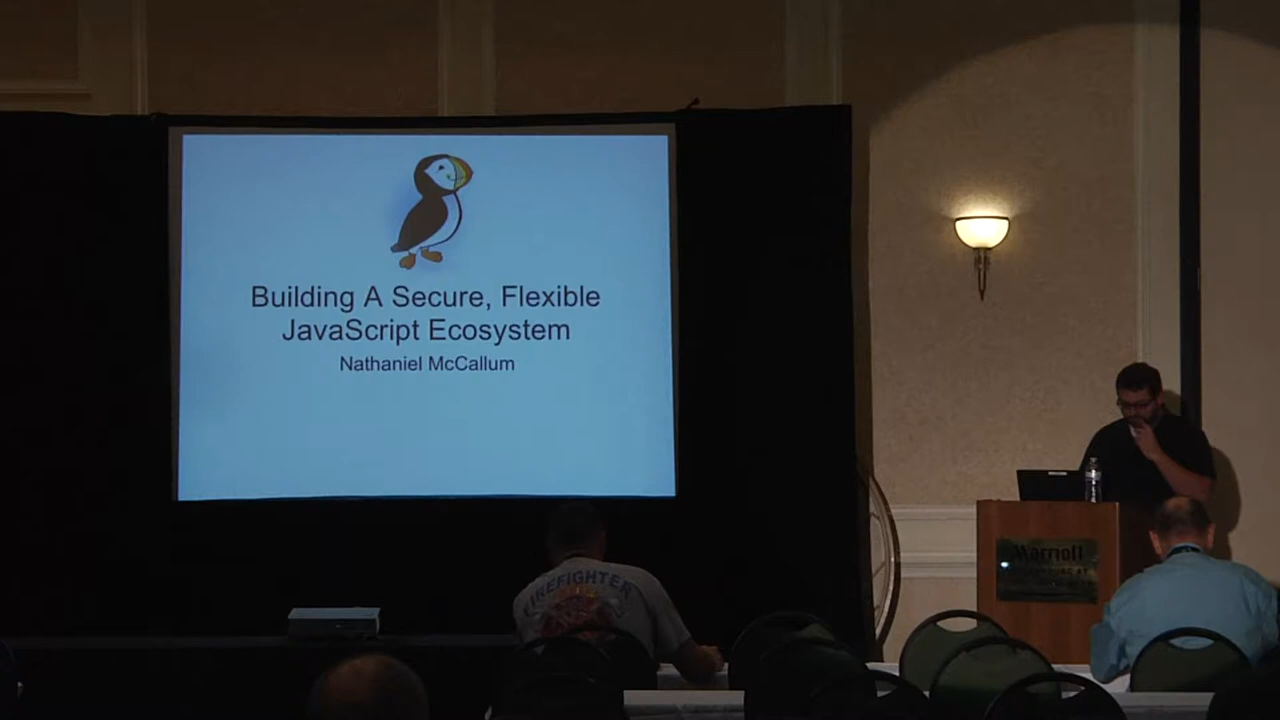 Building A Secure, Flexible
JavaScript Ecosystem
Nathaniel McCallum
FIREFIGHTER
Marriott